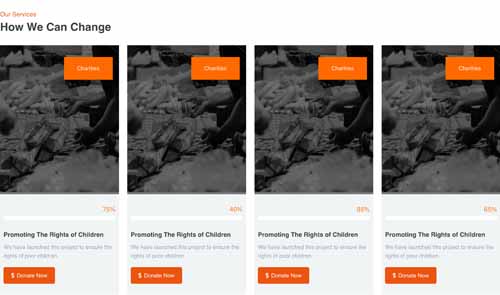 Our Services
How We Can Change
Charities
Charities
Charities
Charities
75%
40%
88%
65%
Promoting The Rights of Children
Promoting The Rights of Children
Promoting The Rights of Children
Promoting The Rights of Children
We have launched this project to ensure the
rights of poor children.
We have launched this project to ensure the
rights of poor children.
We have launched this project to ensure the
rights of poor children.
We have launched this project to ensure the
rights of poor children.
$ Donate Now
$ Donate Now
$ Donate Now
$ Donate Now